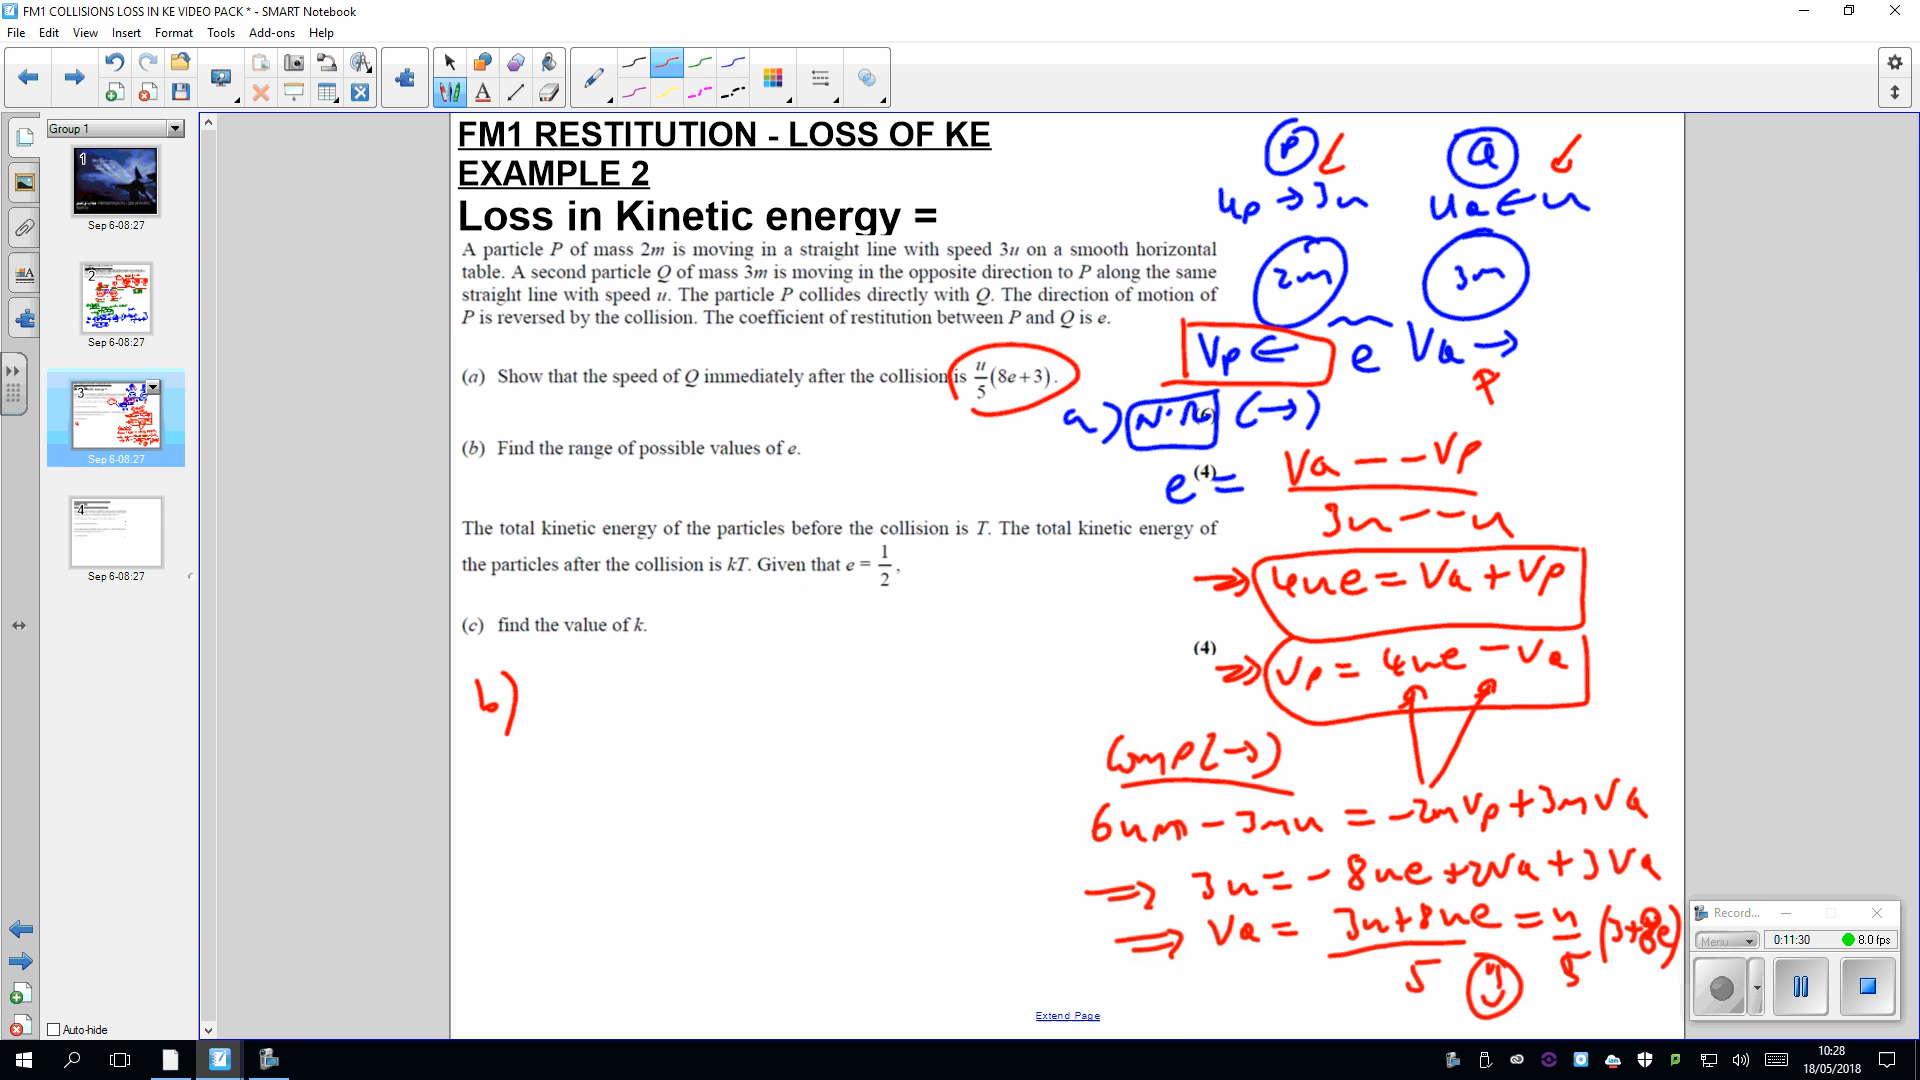 FM1 COLLISIONS LOSS IN KE VIDEO PACK * - SMART Notebook
File Edit View Insert Format Tools Add-ons Help
Group 1
1
Sep 6-08:27
2
Sep 6-08:27
3
Sep 6-08:27
4
Sep 6-08:27
Auto-hide
FM1 RESTITUTION - LOSS OF KE
EXAMPLE 2
Loss in Kinetic energy =
A particle P of mass 2m is moving in a straight line with speed 3u on a smooth horizontal
table. A second particle Q of mass 3m is moving in the opposite direction to P along the same
straight line with speed u. The particle P collides directly with Q. The direction of motion of
P is reversed by the collision. The coefficient of restitution between P and Q is e.
(a) Show that the speed of Q immediately after the collision is u/5 (8e+3).
(b) Find the range of possible values of e.
(4)
The total kinetic energy of the particles before the collision is T. The total kinetic energy of
the particles after the collision is kT. Given that e = 1/2,
(c) find the value of k.
(4)
b)
P Q
up → 3u uQ ← u
2m 3m
Vp ← e VQ →
a) N.R (→)
e = VQ - -Vp / 3u - -u
⇒ 4ue = VQ + Vp
⇒ Vp = 4ue - VQ
Comp (→)
6um - 3mu = -2mVp + 3mVQ
⇒ 3u = -8ue + 2VQ + 3VQ
⇒ VQ = 3u+8ue / 5 = u/5 (3+8e)
Extend Page
Record...
Menu 0:11:30 8.0 fps
10:28
18/05/2018